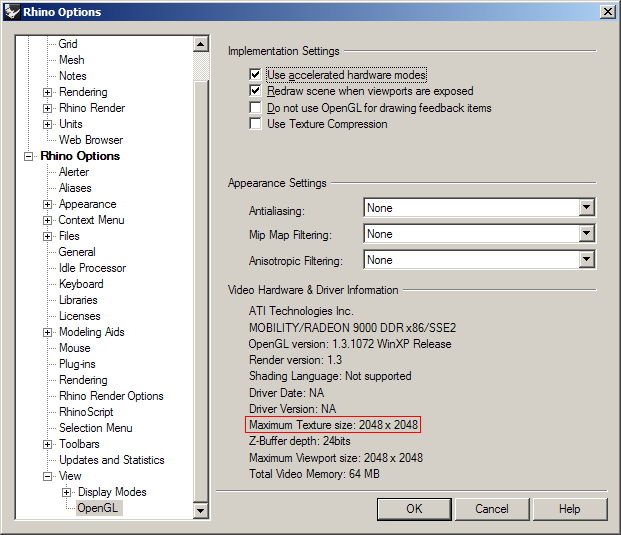 Rhino Options
Grid
Mesh
Notes
Rendering
Rhino Render
Units
Web Browser
Rhino Options
Alerter
Aliases
Appearance
Context Menu
Files
General
Idle Processor
Keyboard
Libraries
Licenses
Modeling Aids
Mouse
Plug-ins
Rendering
Rhino Render Options
RhinoScript
Selection Menu
Toolbars
Updates and Statistics
View
Display Modes
OpenGL
Implementation Settings
Use accelerated hardware modes
Redraw scene when viewports are exposed
Do not use OpenGL for drawing feedback items
Use Texture Compression
Appearance Settings
Antialiasing: None
Mip Map Filtering: None
Anisotropic Filtering: None
Video Hardware & Driver Information
ATI Technologies Inc.
MOBILITY/RADEON 9000 DDR x86/SSE2
OpenGL version: 1.3.1072 WinXP Release
Render version: 1.3
Shading Language: Not supported
Driver Date: NA
Driver Version: NA
Maximum Texture size: 2048 x 2048
Z-Buffer depth: 24bits
Maximum Viewport size: 2048 x 2048
Total Video Memory: 64 MB
OK Cancel Help